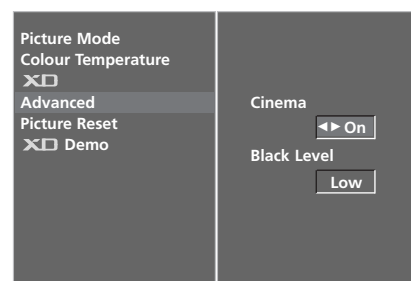 Picture Mode
Colour Temperature
XD
Advanced
Picture Reset
XD Demo
Cinema
◄► On
Black Level
Low